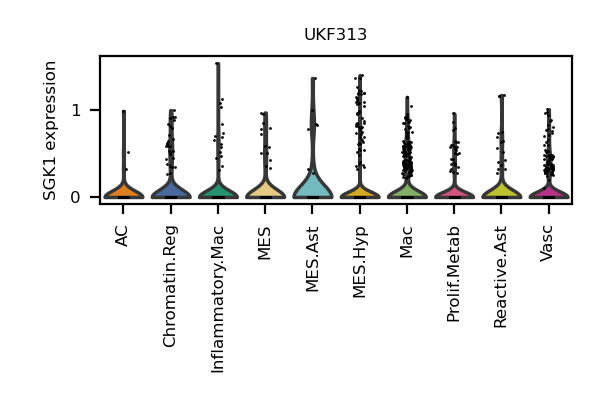 UKF313
SGK1 expression
1
0
AC
Chromatin.Reg
Inflammatory.Mac
MES
MES.Ast
MES.Hyp
Mac
Prolif.Metab
Reactive.Ast
Vasc